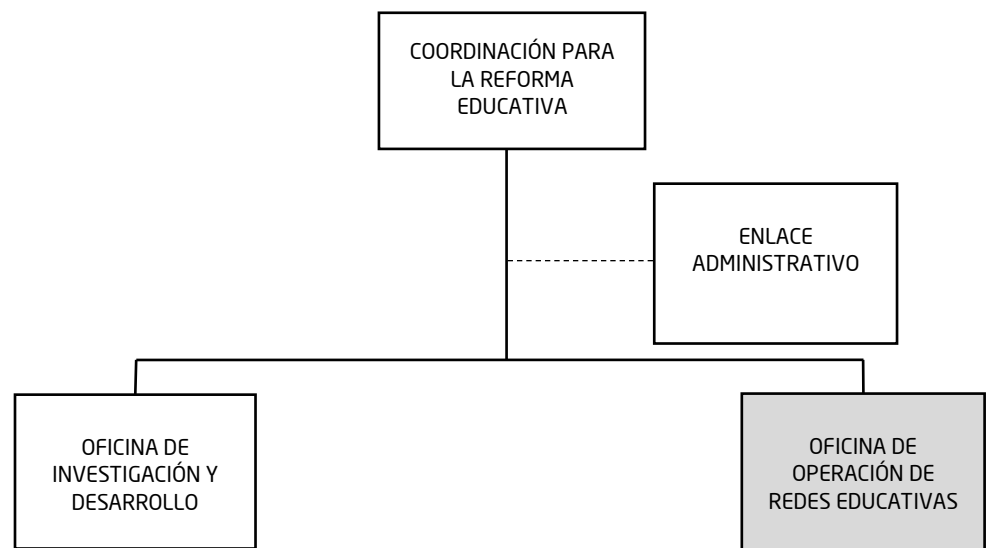 COORDINACIÓN PARA
LA REFORMA
EDUCATIVA
ENLACE
ADMINISTRATIVO
OFICINA DE
INVESTIGACIÓN Y
DESARROLLO
OFICINA DE
OPERACIÓN DE
REDES EDUCATIVAS